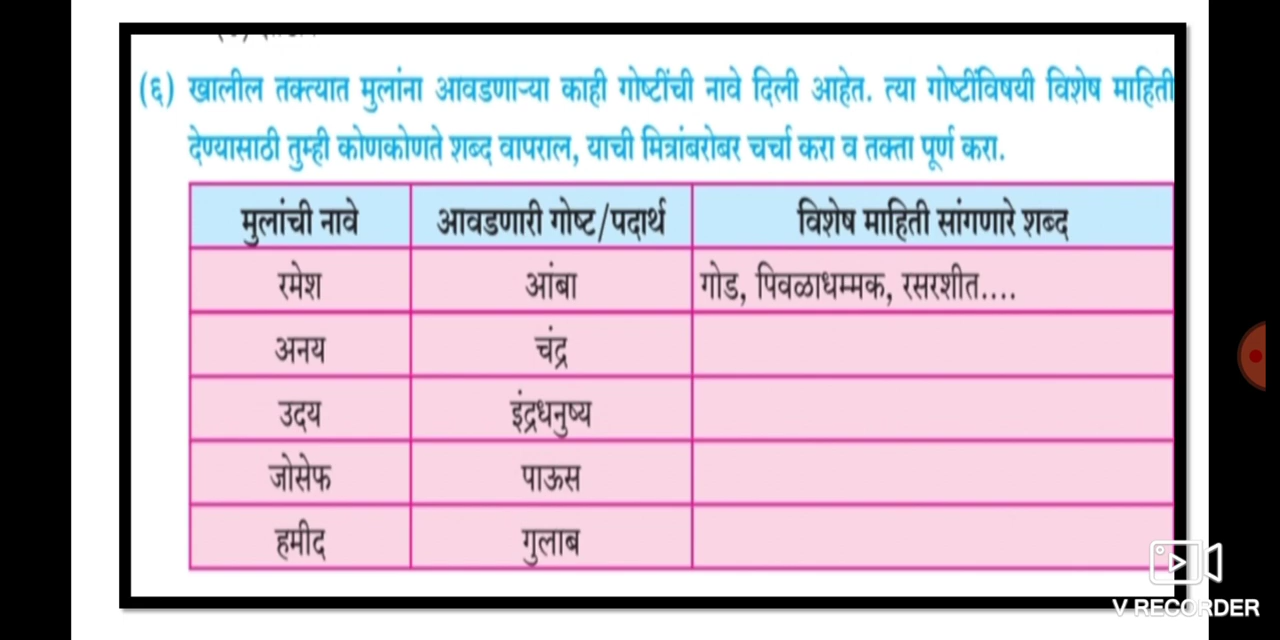 (६) खालील तक्त्यात मुलांना आवडणाऱ्या काही गोष्टींची नावे दिली आहेत. त्या गोष्टींविषयी विशेष माहिती
देण्यासाठी तुम्ही कोणकोणते शब्द वापराल, याची मित्रांबरोबर चर्चा करा व तक्ता पूर्ण करा.
मुलांची नावे आवडणारी गोष्ट/पदार्थ विशेष माहिती सांगणारे शब्द
रमेश आंबा गोड, पिवळाधम्मक, रसरशीत....
अनय चंद्र
उदय इंद्रधनुष्य
जोसेफ पाऊस
हमीद गुलाब
V RECORDER